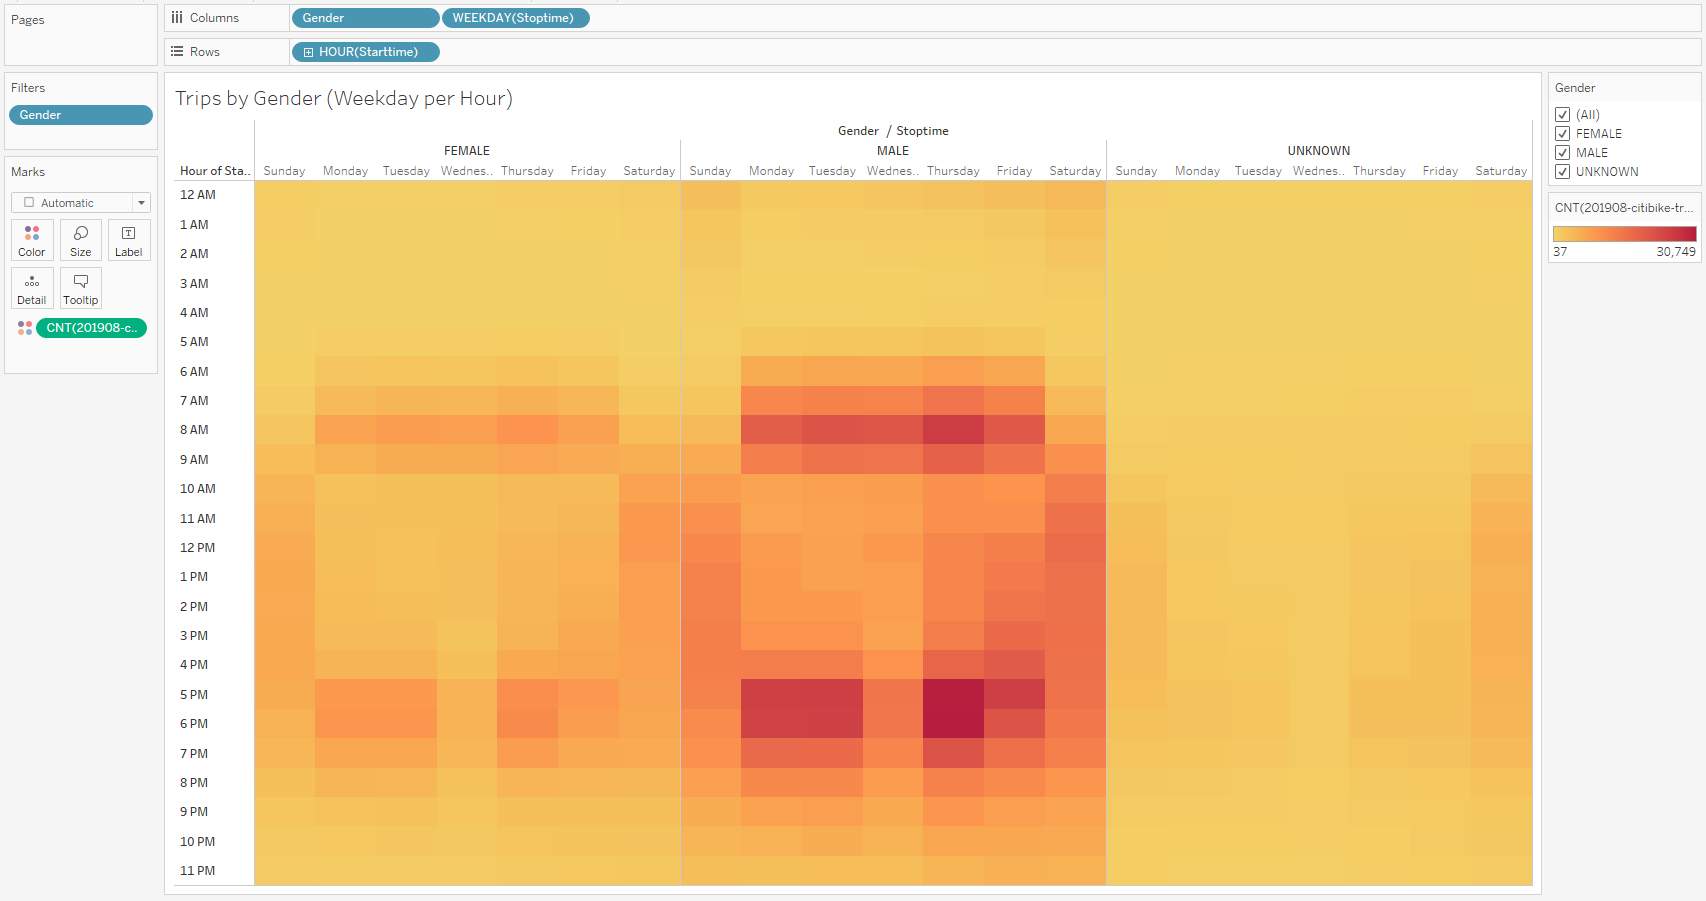 Pages
Columns
Gender
WEEKDAY(Stoptime)
Rows
HOUR(Starttime)
Filters
Gender
Marks
Automatic
Color
Size
Label
Detail
Tooltip
CNT(201908-c..
Trips by Gender (Weekday per Hour)
Gender / Stoptime
FEMALE MALE UNKNOWN
Hour of Sta.. Sunday Monday Tuesday Wednes.. Thursday Friday Saturday Sunday Monday Tuesday Wednes.. Thursday Friday Saturday Sunday Monday Tuesday Wednes.. Thursday Friday Saturday
12 AM
1 AM
2 AM
3 AM
4 AM
5 AM
6 AM
7 AM
8 AM
9 AM
10 AM
11 AM
12 PM
1 PM
2 PM
3 PM
4 PM
5 PM
6 PM
7 PM
8 PM
9 PM
10 PM
11 PM
Gender
(All)
FEMALE
MALE
UNKNOWN
CNT(201908-citibike-tr...
37 30,749